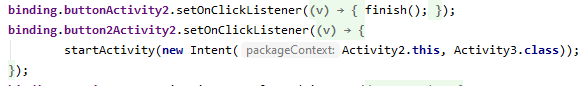 binding.buttonActivity2.setOnClickListener((v) → { finish(); });
binding.button2Activity2.setOnClickListener((v) → {
startActivity(new Intent( packageContext: Activity2.this, Activity3.class));
});